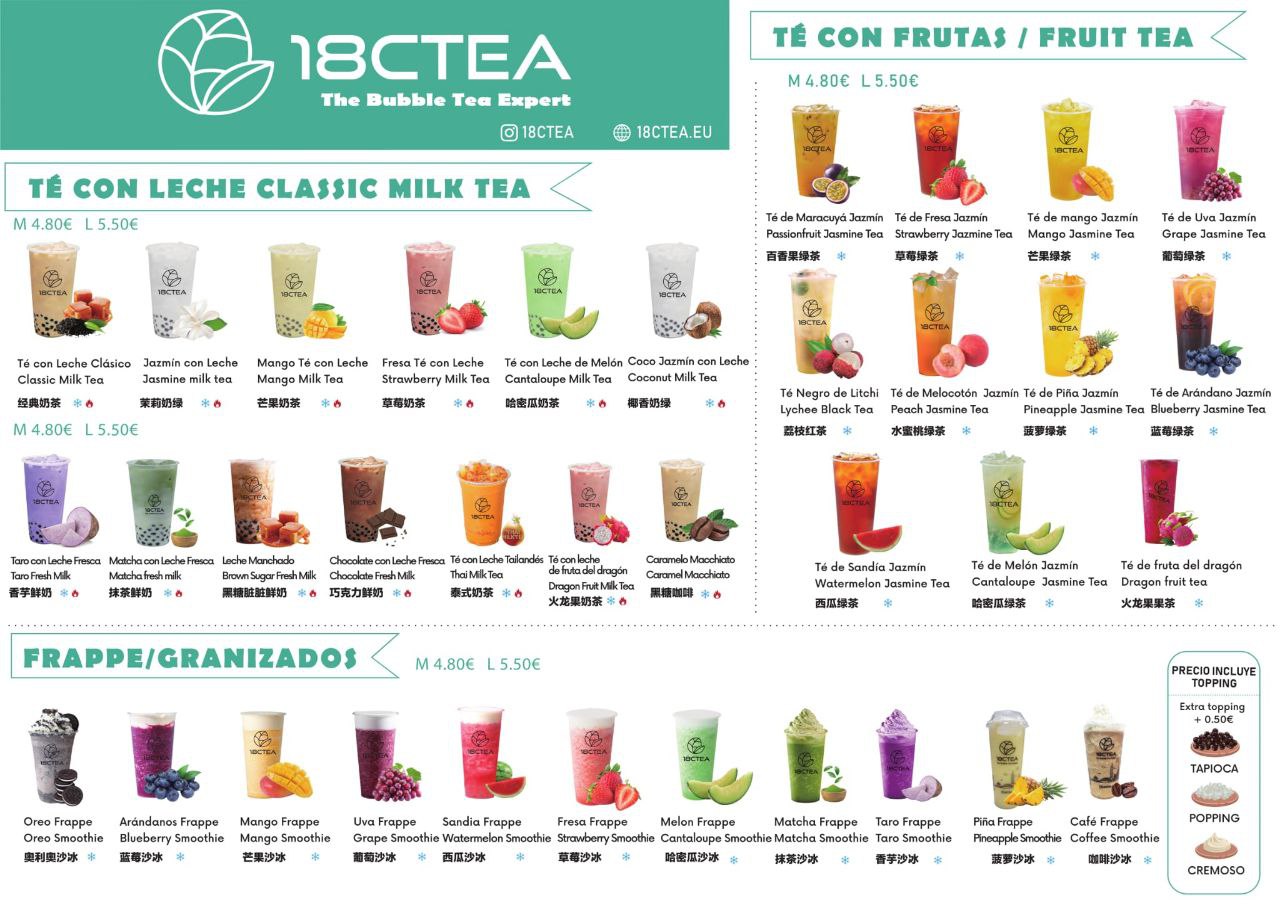 18CTEA
The Bubble Tea Expert
18CTEA
18CTEA.EU
TÉ CON LECHE CLASSIC MILK TEA
M 4.80€ L 5.50€
Té con Leche Clásico
Classic Milk Tea
经典奶茶
Jazmín con Leche
Jasmine milk tea
茉莉奶绿
Mango Té con Leche
Mango Milk Tea
芒果奶茶
Fresa Té con Leche
Strawberry Milk Tea
草莓奶茶
Té con Leche de Melón
Cantaloupe Milk Tea
哈密瓜奶茶
Coco Jazmín con Leche
Coconut Milk Tea
椰香奶绿
M 4.80€ L 5.50€
Taro con Leche Fresca
Taro Fresh Milk
香芋鲜奶
Matcha con Leche Fresca
Matcha fresh milk
抹茶鲜奶
Leche Manchado
Brown Sugar Fresh Milk
黑糖脏脏鲜奶
Chocolate con Leche Fresca
Chocolate Fresh Milk
巧克力鲜奶
Té con Leche Tailandés
Thai Milk Tea
泰式奶茶
Té con leche
de fruta del dragón
Dragon Fruit Milk Tea
火龙果奶茶
Caramelo Macchiato
Caramel Macchiato
黑糖咖啡
TÉ CON FRUTAS / FRUIT TEA
M 4.80€ L 5.50€
Té de Maracuyá Jazmín
Passionfruit Jasmine Tea
百香果绿茶
Té de Fresa Jazmín
Strawberry Jazmine Tea
草莓绿茶
Té de mango Jazmín
Mango Jasmine Tea
芒果绿茶
Té de Uva Jazmín
Grape Jasmine Tea
葡萄绿茶
Té Negro de Litchi
Lychee Black Tea
荔枝红茶
Té de Melocotón Jazmín
Peach Jasmine Tea
水蜜桃绿茶
Té de Piña Jazmín
Pineapple Jasmine Tea
菠萝绿茶
Té de Arándano Jazmín
Blueberry Jasmine Tea
蓝莓绿茶
Té de Sandía Jazmín
Watermelon Jasmine Tea
西瓜绿茶
Té de Melón Jazmín
Cantaloupe Jasmine Tea
哈密瓜绿茶
Té de fruta del dragón
Dragon fruit tea
火龙果果茶
FRAPPE/GRANIZADOS
M 4.80€ L 5.50€
Oreo Frappe
Oreo Smoothie
奥利奥沙冰
Arándanos Frappe
Blueberry Smoothie
蓝莓沙冰
Mango Frappe
Mango Smoothie
芒果沙冰
Uva Frappe
Grape Smoothie
葡萄沙冰
Sandia Frappe
Watermelon Smoothie
西瓜沙冰
Fresa Frappe
Strawberry Smoothie
草莓沙冰
Melon Frappe
Cantaloupe Smoothie
哈密瓜沙冰
Matcha Frappe
Matcha Smoothie
抹茶沙冰
Taro Frappe
Taro Smoothie
香芋沙冰
Piña Frappe
Pineapple Smoothie
菠萝沙冰
Café Frappe
Coffee Smoothie
咖啡沙冰
PRECIO INCLUYE
TOPPING
Extra topping
+ 0.50€
TAPIOCA
POPPING
CREMOSO